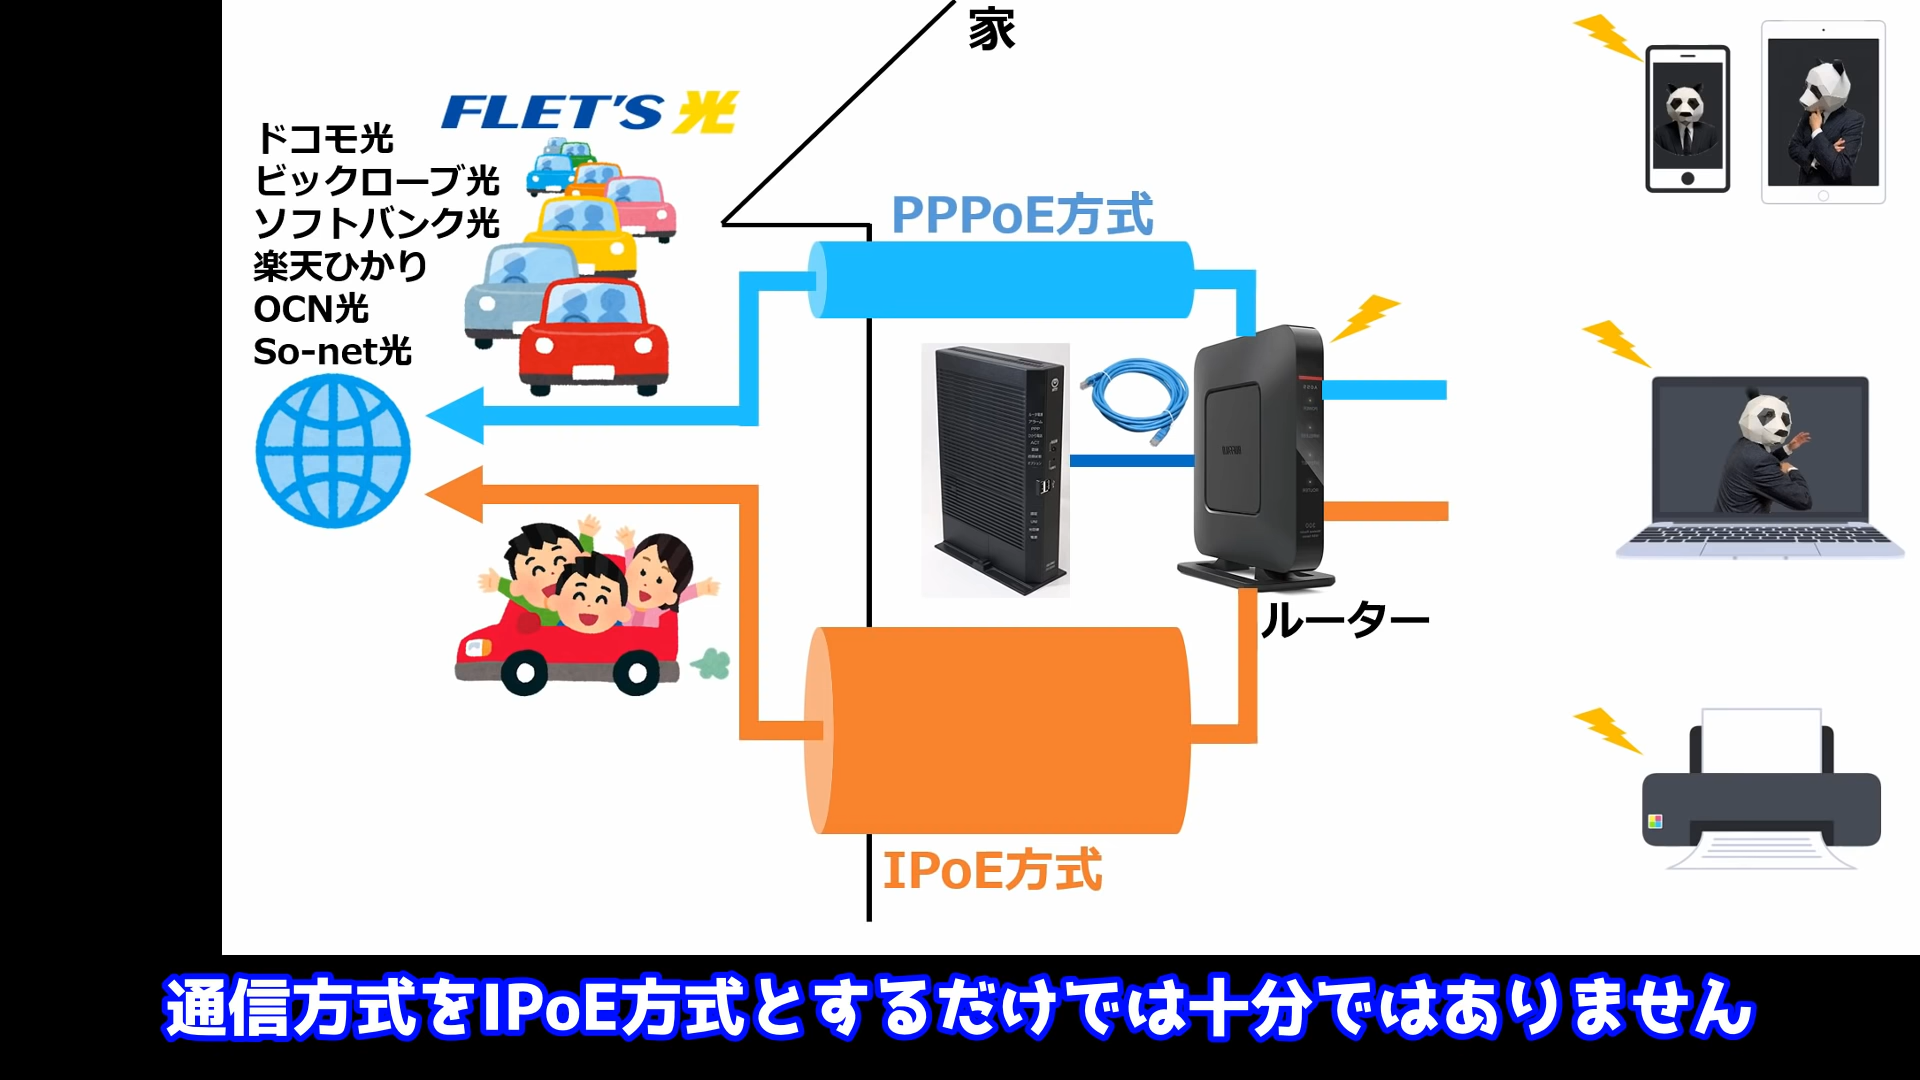 家
FLET'S 光
ドコモ光
ビックローブ光
ソフトバンク光
楽天ひかり
OCN光
So-net光
PPPoE方式
ルーター
IPoE方式
通信方式をIPoE方式とするだけでは十分ではありません